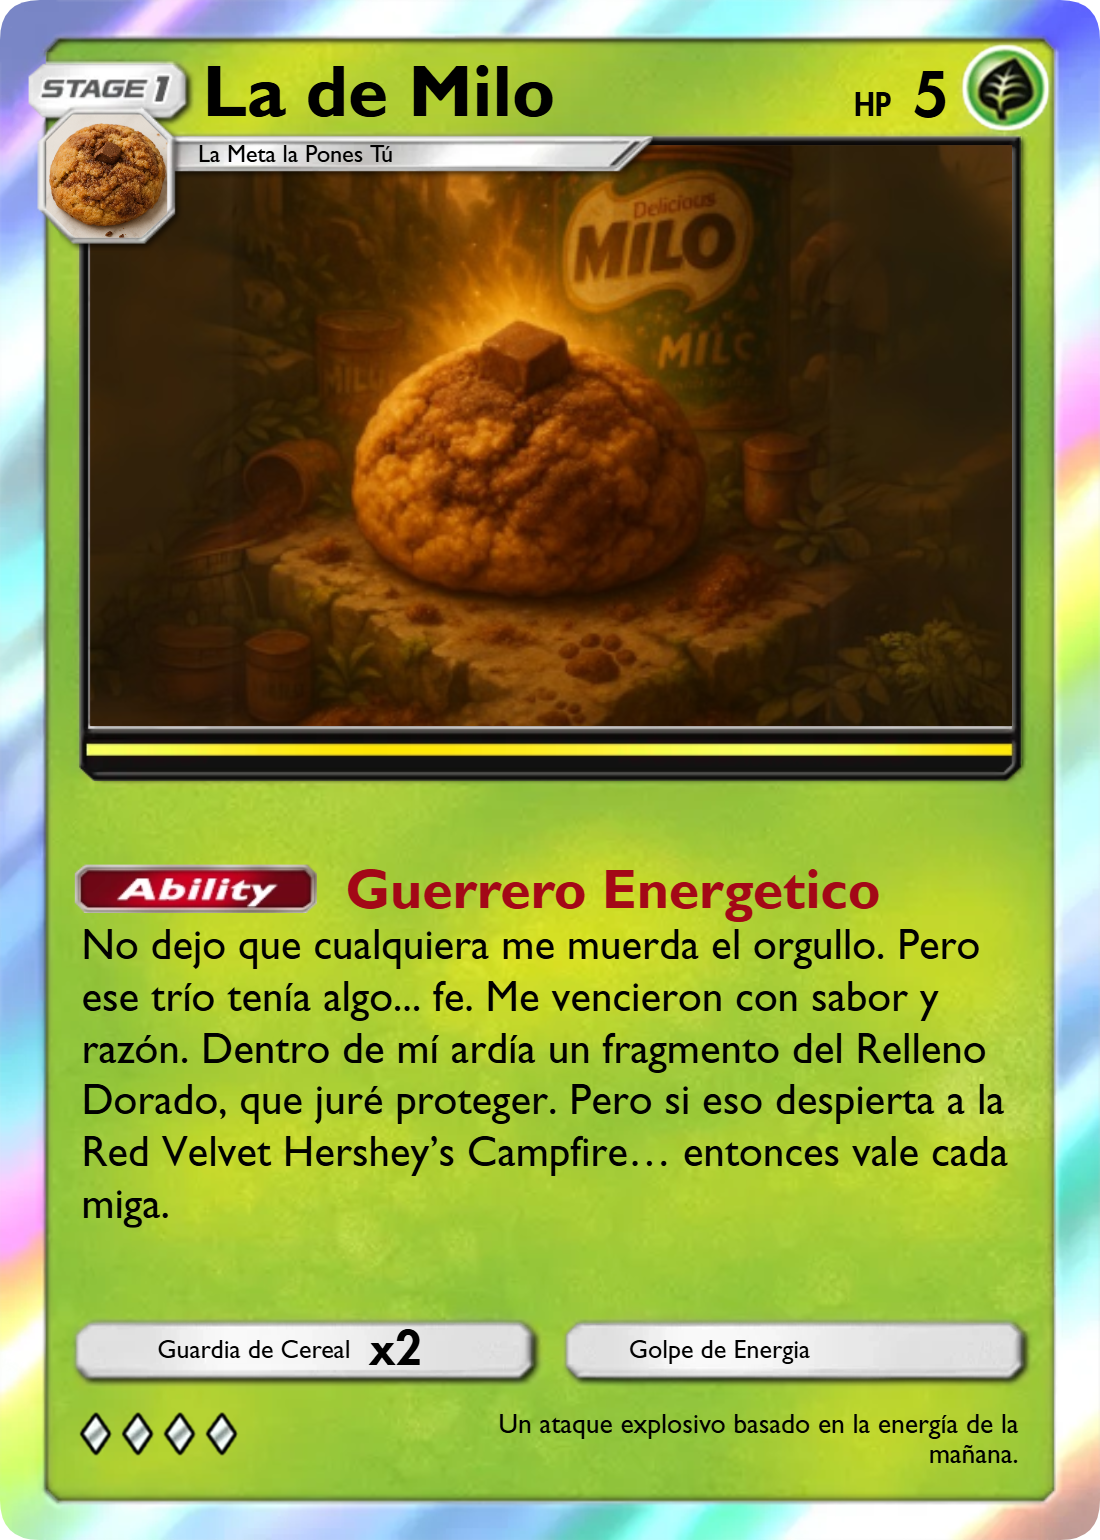 STAGE 1
La de Milo
HP 5
La Meta la Pones Tú
Delicious
MILO
MILO
MILO
Ability
Guerrero Energetico
No dejo que cualquiera me muerda el orgullo. Pero
ese trío tenía algo... fe. Me vencieron con sabor y
razón. Dentro de mí ardía un fragmento del Relleno
Dorado, que juré proteger. Pero si eso despierta a la
Red Velvet Hershey’s Campfire… entonces vale cada
miga.
Guardia de Cereal x2
Golpe de Energia
Un ataque explosivo basado en la energía de la
mañana.